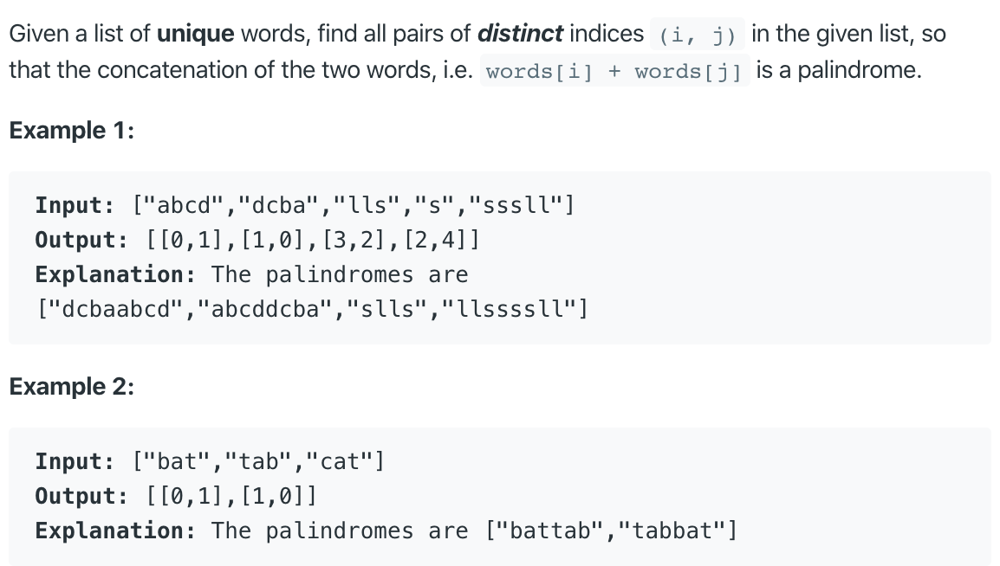 Given a list of unique words, find all pairs of distinct indices (i, j) in the given list, so
that the concatenation of the two words, i.e. words[i] + words[j] is a palindrome.
Example 1:
Input: ["abcd","dcba","lls","s","sssll"]
Output: [[0,1],[1,0],[3,2],[2,4]]
Explanation: The palindromes are
["dcbaabcd","abcddcba","slls","llssssll"]
Example 2:
Input: ["bat","tab","cat"]
Output: [[0,1],[1,0]]
Explanation: The palindromes are ["battab","tabbat"]